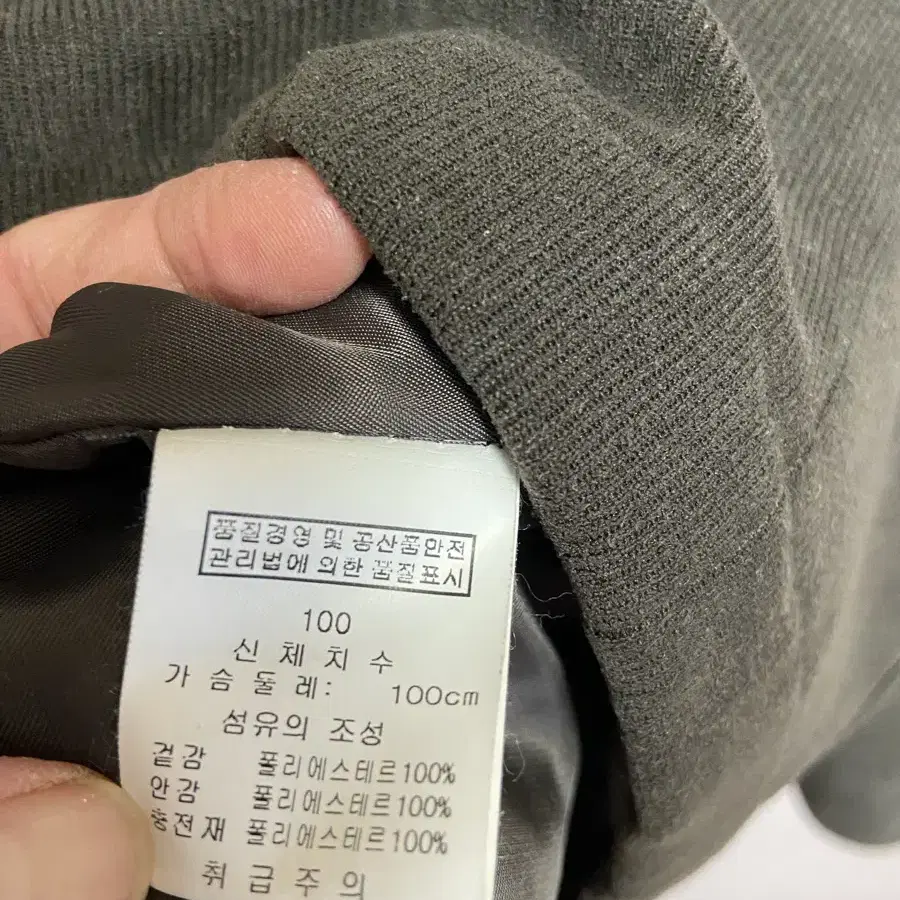 품질경영 및 공산품안전
관리법에 의한 품질표시
100
신체치수
가슴둘레: 100cm
섬유의 조성
겉감 폴리에스테르100%
안감 폴리에스테르100%
충전재 폴리에스테르100%
취급주의